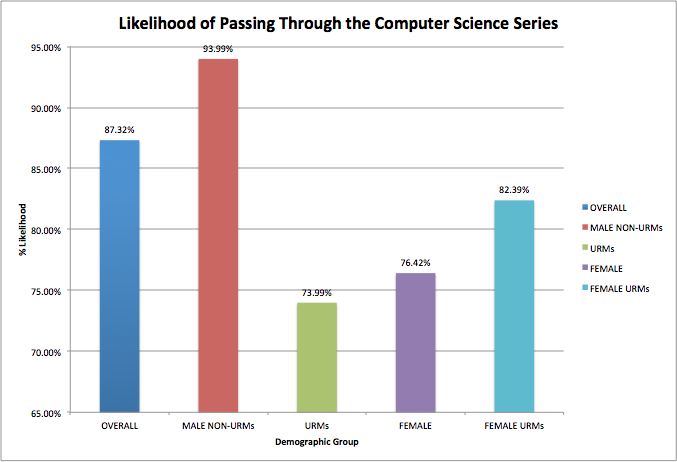 Likelihood of Passing Through the Computer Science Series
95.00%
90.00%
85.00%
80.00%
75.00%
70.00%
65.00%
% Likelihood
87.32%
93.99%
73.99%
76.42%
82.39%
OVERALL
MALE NON-URMs
URMs
FEMALE
FEMALE URMs
Demographic Group
OVERALL
MALE NON-URMs
URMs
FEMALE
FEMALE URMs